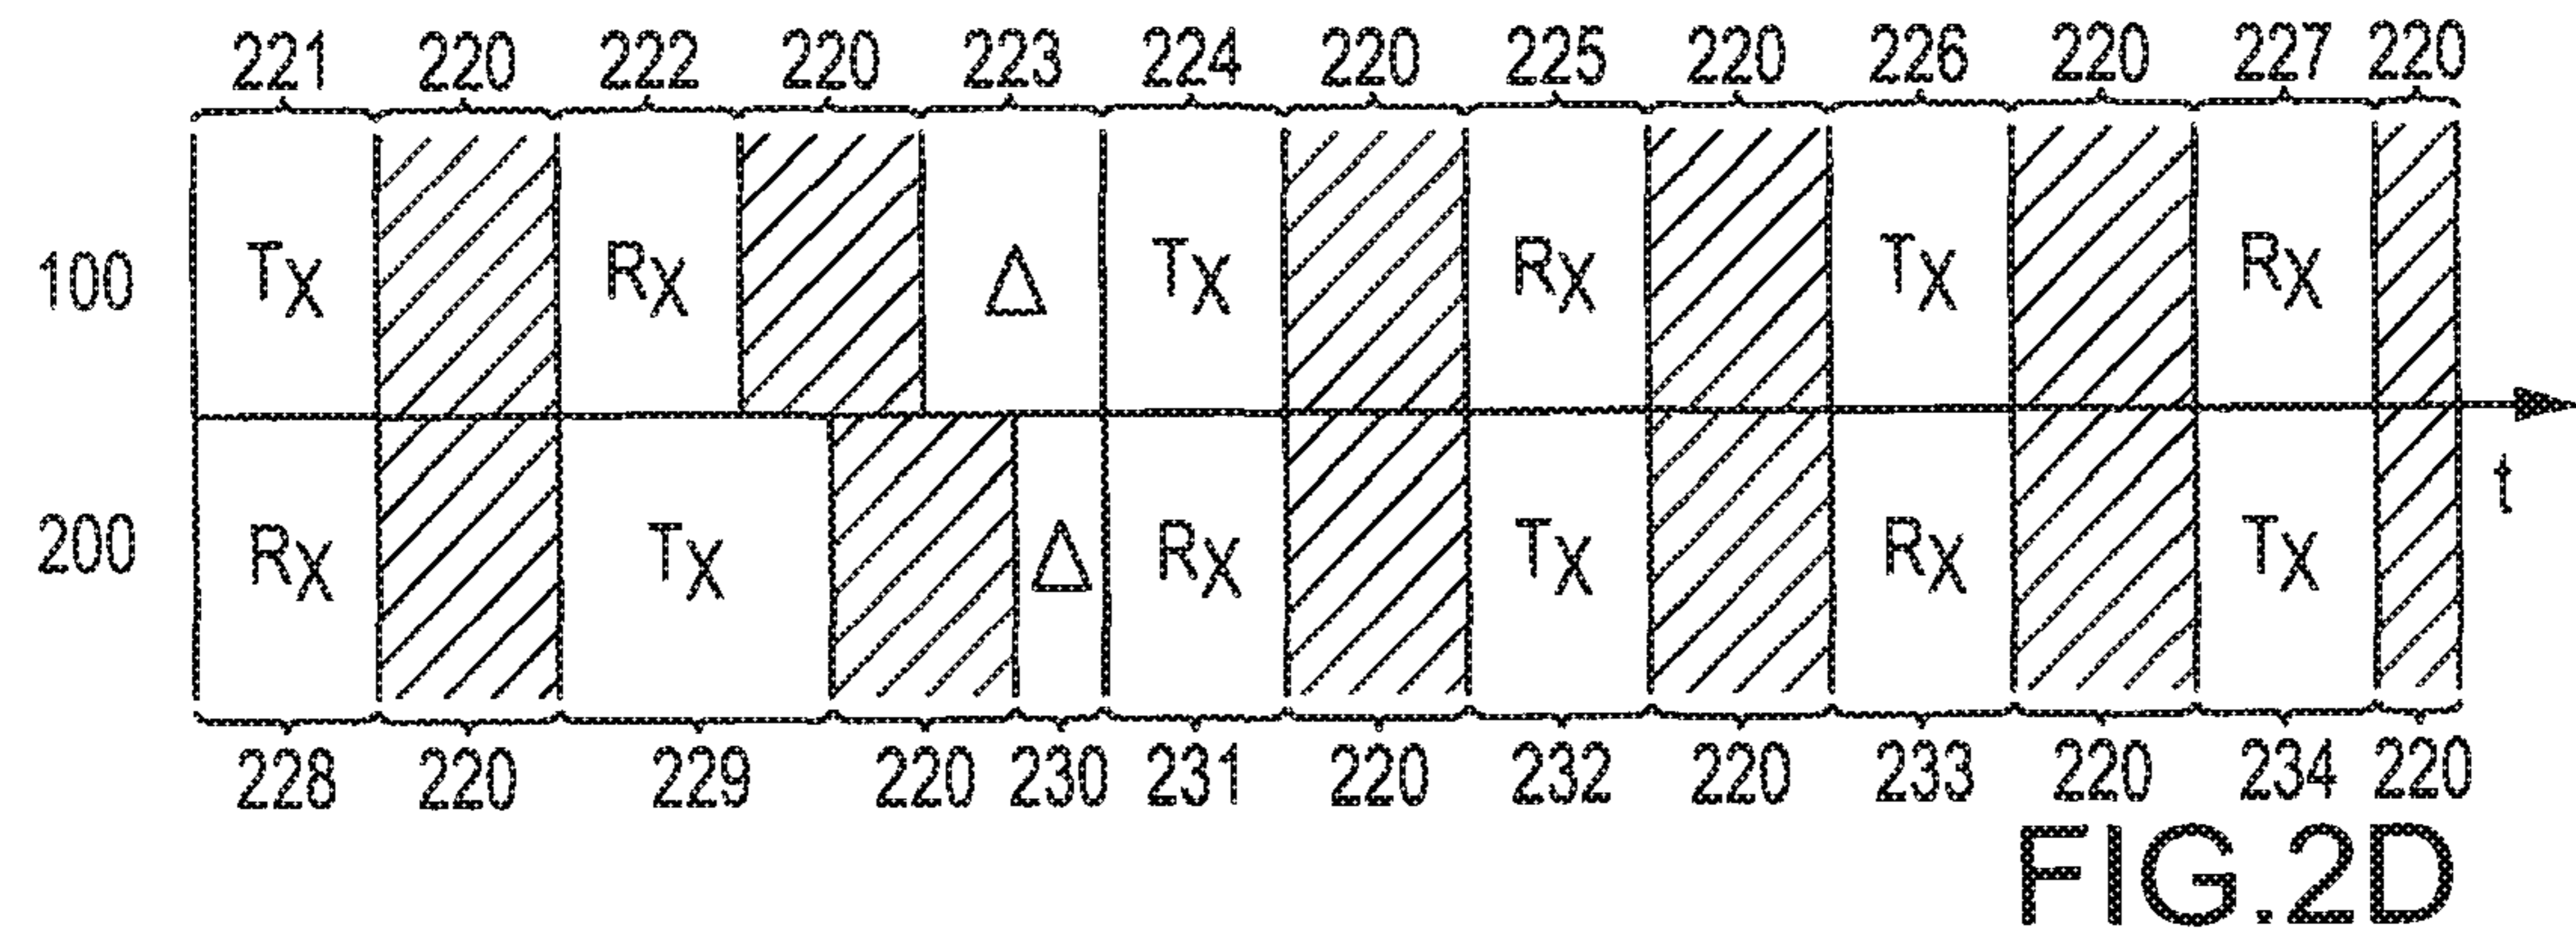 221 220 222 220 223 224 220 225 220 226 220 227 220
100 Tx Rx Δ Tx Rx Tx Rx
t
200 Rx Tx Δ Rx Tx Rx Tx
228 220 229 220 230 231 220 232 220 233 220 234 220
FIG.2D